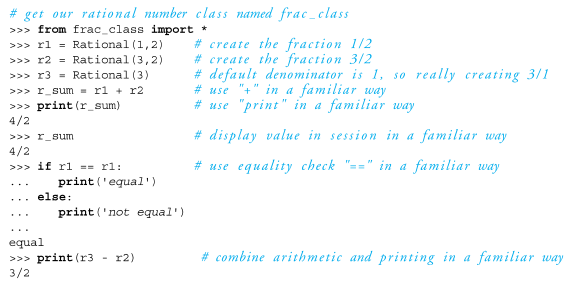 # get our rational number class named frac_class
>>> from frac_class import *
>>> r1 = Rational(1,2)    # create the fraction 1/2
>>> r2 = Rational(3,2)    # create the fraction 3/2
>>> r3 = Rational(3)      # default denominator is 1, so really creating 3/1
>>> r_sum = r1 + r2       # use "+" in a familiar way
>>> print(r_sum)          # use "print" in a familiar way
4/2
>>> r_sum                 # display value in session in a familiar way
4/2
>>> if r1 == r1:          # use equality check "==" in a familiar way
...    print('equal')
... else:
...    print('not equal')
...
equal
>>> print(r3 - r2)         # combine arithmetic and printing in a familiar way
3/2